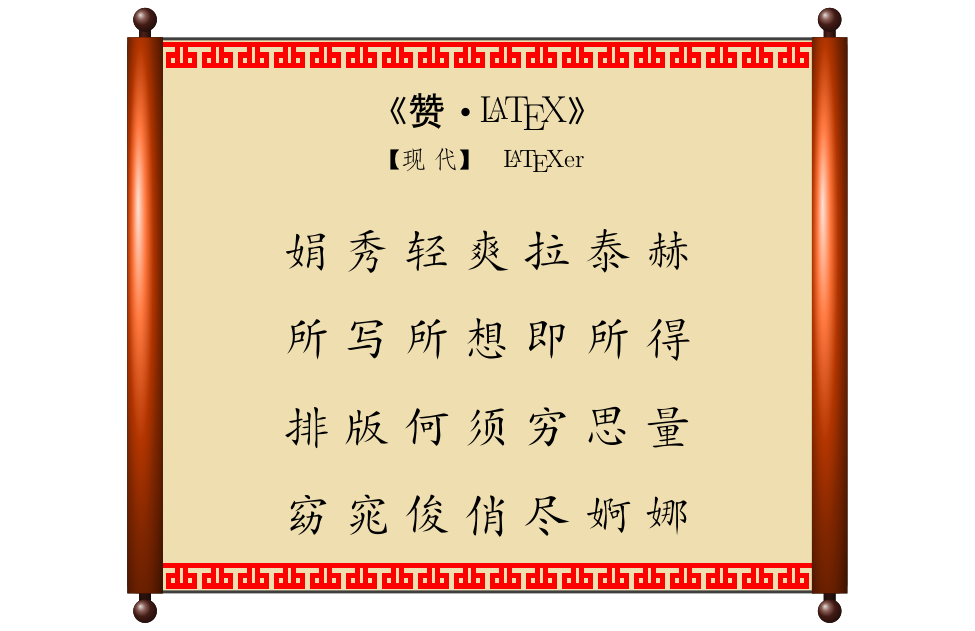 《赞·LATEX》
【现 代】 LATEXer
娟秀轻爽拉泰赫
所写所想即所得
排版何须穷思量
窈窕俊俏尽婀娜